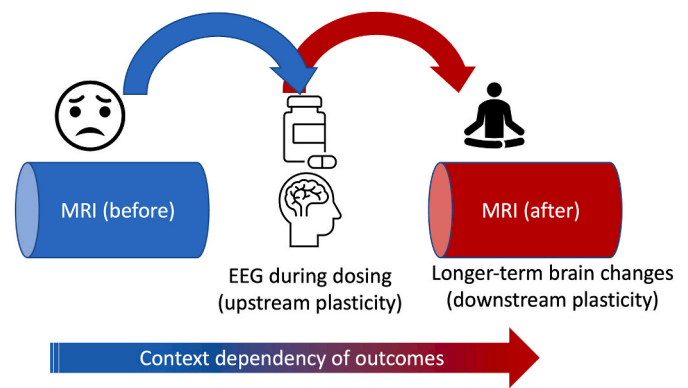 MRI (before)
MRI (after)
EEG during dosing
(upstream plasticity)
Longer-term brain changes
(downstream plasticity)
Context dependency of outcomes